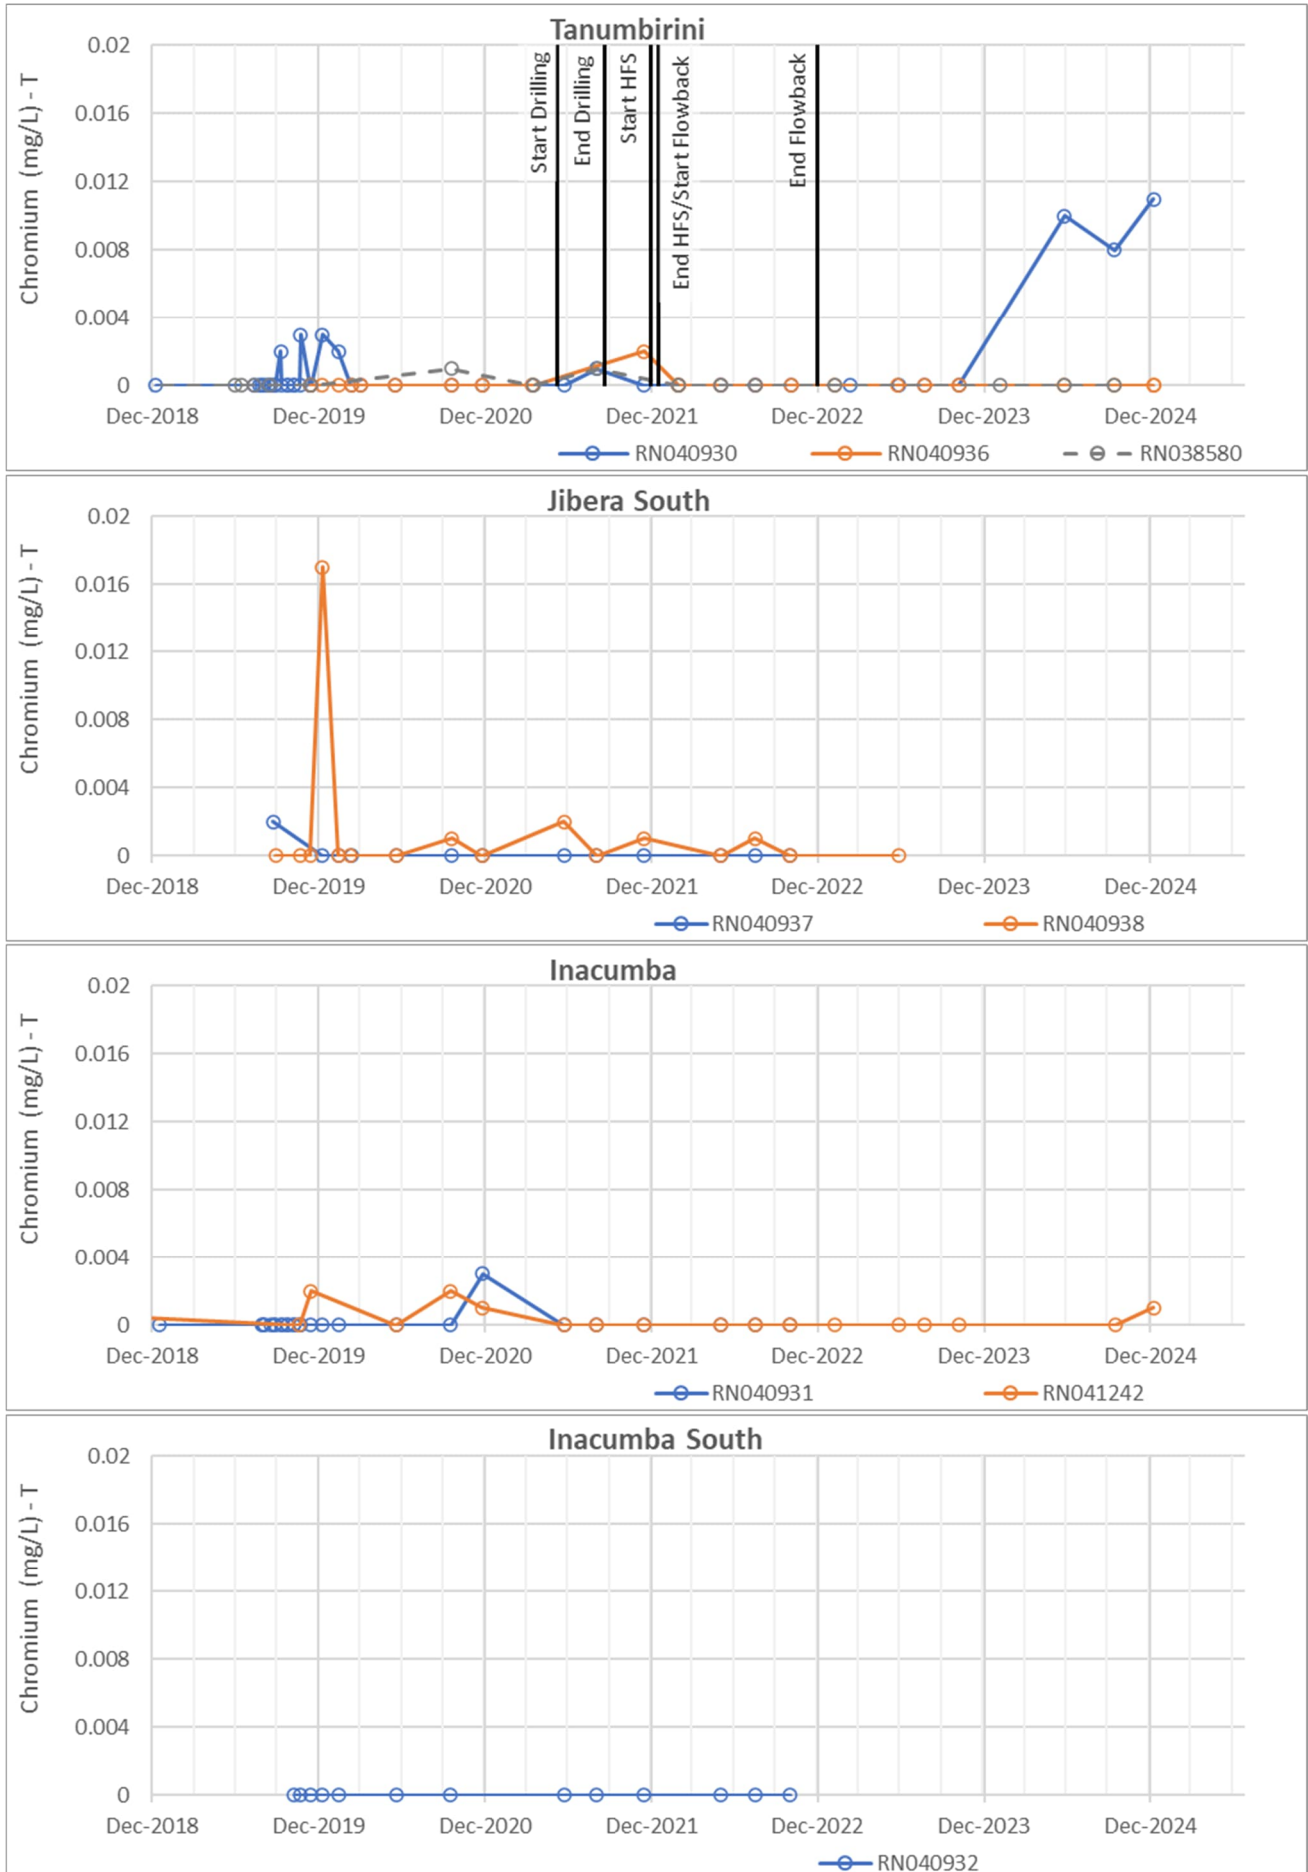 Tanumbirini
Chromium (mg/L) - T
0.02
0.016
0.012
0.008
0.004
0
Start Drilling
End Drilling
Start HFS
End HFS/Start Flowback
End Flowback
Dec-2018 Dec-2019 Dec-2020 Dec-2021 Dec-2022 Dec-2023 Dec-2024
RN040930 RN040936 RN038580
Jibera South
Chromium (mg/L) - T
0.02
0.016
0.012
0.008
0.004
0
Dec-2018 Dec-2019 Dec-2020 Dec-2021 Dec-2022 Dec-2023 Dec-2024
RN040937 RN040938
Inacumba
Chromium (mg/L) - T
0.02
0.016
0.012
0.008
0.004
0
Dec-2018 Dec-2019 Dec-2020 Dec-2021 Dec-2022 Dec-2023 Dec-2024
RN040931 RN041242
Inacumba South
Chromium (mg/L) - T
0.02
0.016
0.012
0.008
0.004
0
Dec-2018 Dec-2019 Dec-2020 Dec-2021 Dec-2022 Dec-2023 Dec-2024
RN040932